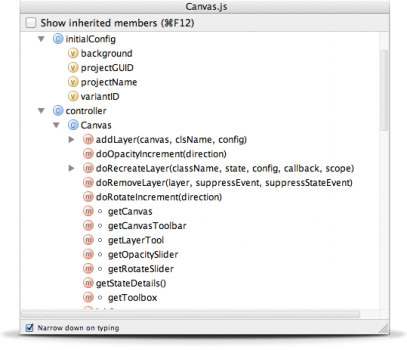 Canvas.js
Show inherited members (⌘F12)
initialConfig
background
projectGUID
projectName
variantID
controller
Canvas
addLayer(canvas, clsName, config)
doOpacityIncrement(direction)
doRecreateLayer(className, state, config, callback, scope)
doRemoveLayer(layer, suppressEvent, suppressStateEvent)
doRotateIncrement(direction)
getCanvas
getCanvasToolbar
getLayerTool
getOpacitySlider
getRotateSlider
getStateDetails()
getToolbox
Narrow down on typing